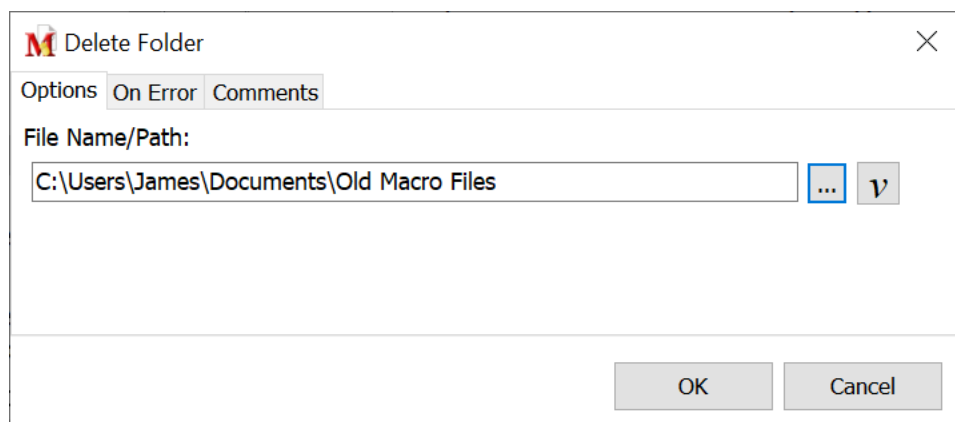 M Delete Folder
Options On Error Comments
File Name/Path:
C:\Users\James\Documents\Old Macro Files ... v
OK Cancel